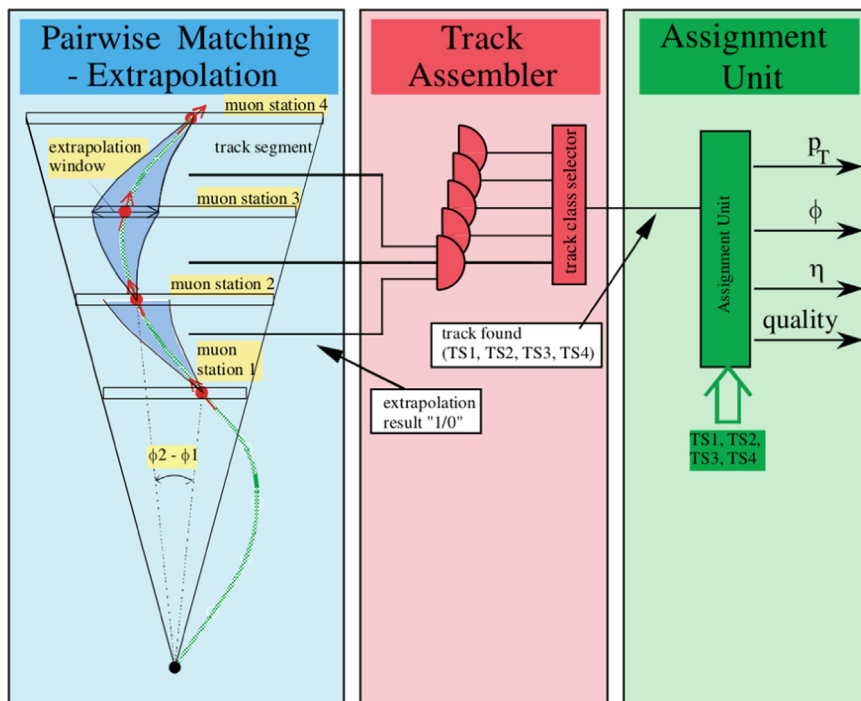 Pairwise Matching
- Extrapolation
muon station 4
extrapolation
window
track segment
muon station 3
muon station 2
muon
station 1
ϕ2 - ϕ1
Track
Assembler
track class selector
track found
(TS1, TS2, TS3, TS4)
extrapolation
result "1/0"
Assignment
Unit
Assignment Unit
pT
ϕ
η
quality
TS1, TS2,
TS3, TS4